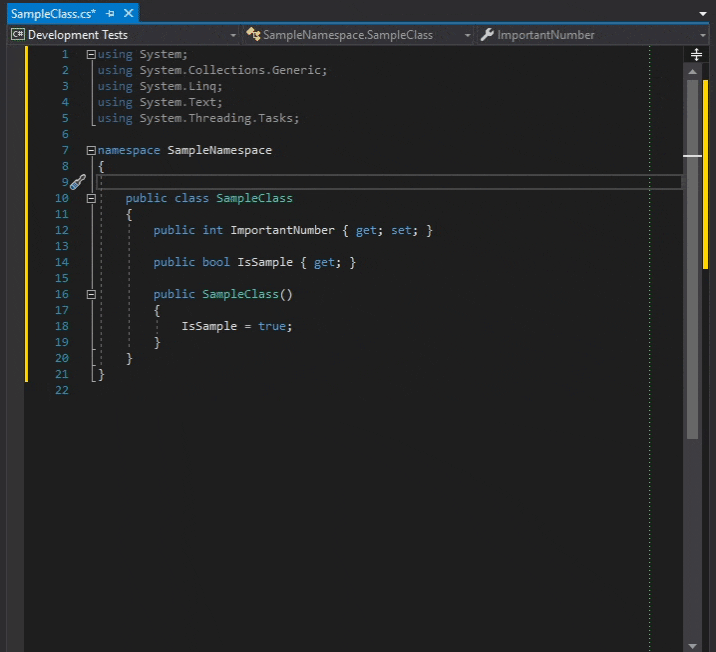 SampleClass.cs*
C# Development Tests SampleNamespace.SampleClass ImportantNumber
1 using System;
2 using System.Collections.Generic;
3 using System.Linq;
4 using System.Text;
5 using System.Threading.Tasks;
6
7 namespace SampleNamespace
8 {
9
10 public class SampleClass
11 {
12 public int ImportantNumber { get; set; }
13
14 public bool IsSample { get; }
15
16 public SampleClass()
17 {
18 IsSample = true;
19 }
20 }
21 }
22